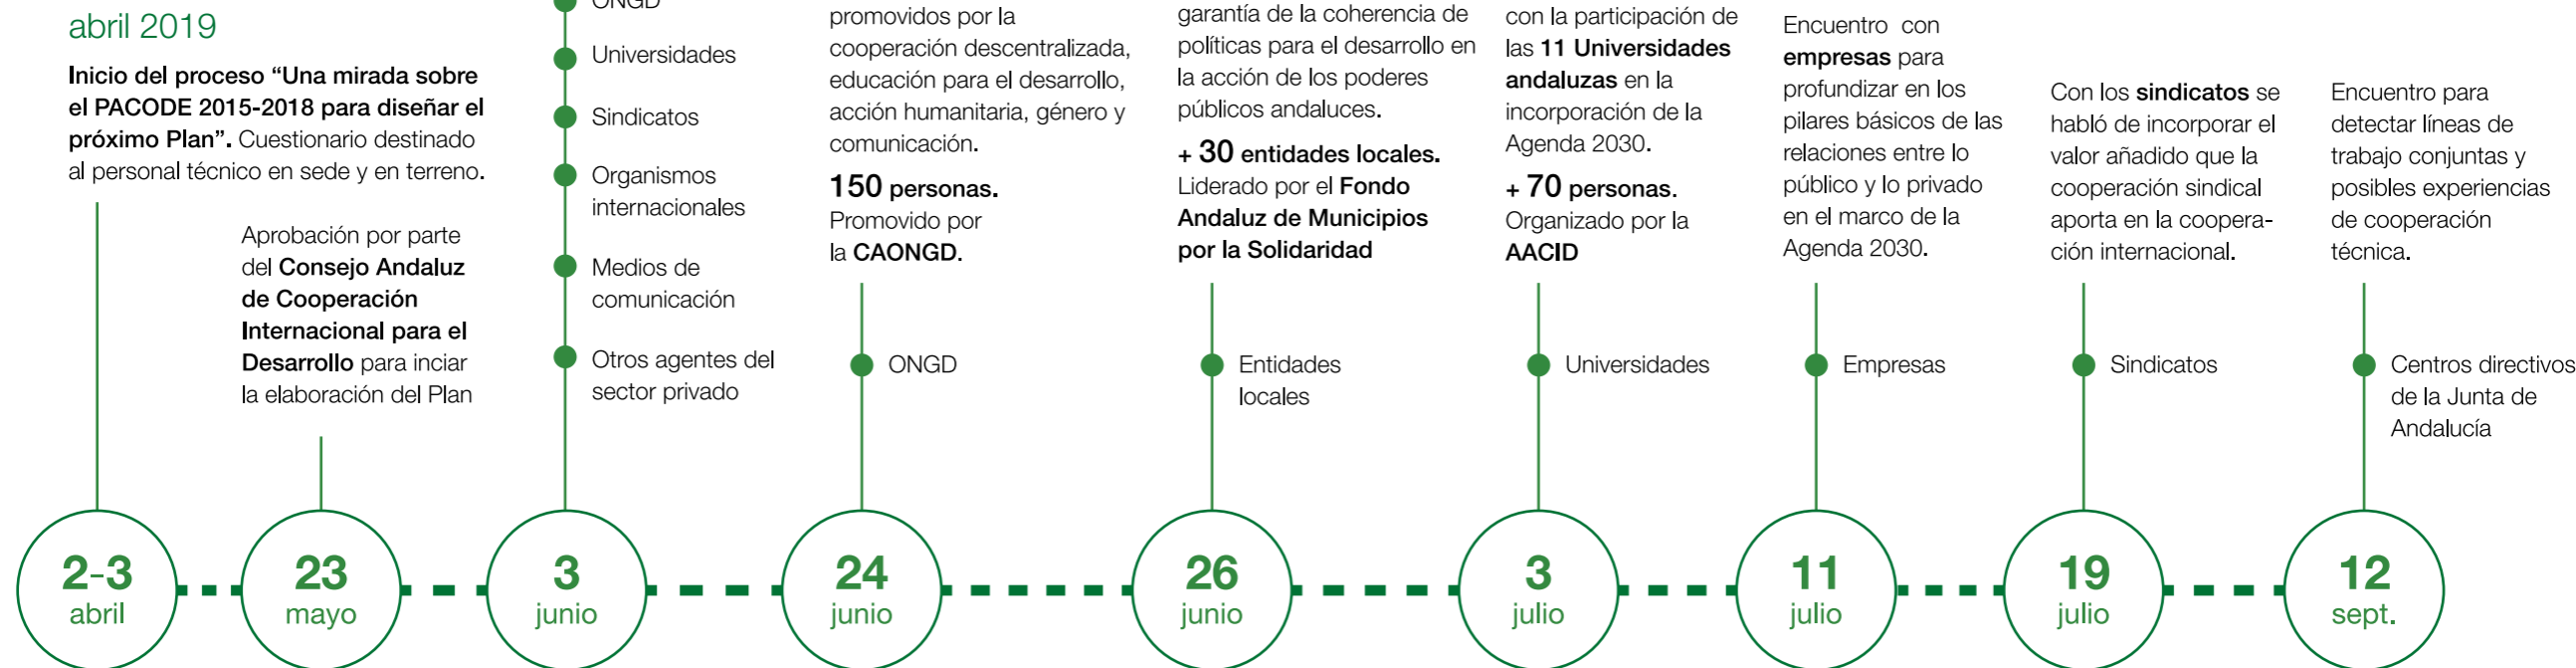 abril 2019
Inicio del proceso “Una mirada sobre
el PACODE 2015-2018 para diseñar el
próximo Plan”. Cuestionario destinado
al personal técnico en sede y en terreno.
Aprobación por parte
del Consejo Andaluz
de Cooperación
Internacional para el
Desarrollo para inciar
la elaboración del Plan
ONGD
Universidades
Sindicatos
Organismos
internacionales
Medios de
comunicación
Otros agentes del
sector privado
promovidos por la
cooperación descentralizada,
educación para el desarrollo,
acción humanitaria, género y
comunicación.
150 personas.
Promovido por
la CAONGD.
ONGD
garantía de la coherencia de
políticas para el desarrollo en
la acción de los poderes
públicos andaluces.
+ 30 entidades locales.
Liderado por el Fondo
Andaluz de Municipios
por la Solidaridad
Entidades
locales
con la participación de
las 11 Universidades
andaluzas en la
incorporación de la
Agenda 2030.
+ 70 personas.
Organizado por la
AACID
Universidades
Encuentro con
empresas para
profundizar en los
pilares básicos de las
relaciones entre lo
público y lo privado
en el marco de la
Agenda 2030.
Empresas
Con los sindicatos se
habló de incorporar el
valor añadido que la
cooperación sindical
aporta en la coopera-
ción internacional.
Sindicatos
Encuentro para
detectar líneas de
trabajo conjuntas y
posibles experiencias
de cooperación
técnica.
Centros directivos
de la Junta de
Andalucía
2-3
abril
23
mayo
3
junio
24
junio
26
junio
3
julio
11
julio
19
julio
12
sept.